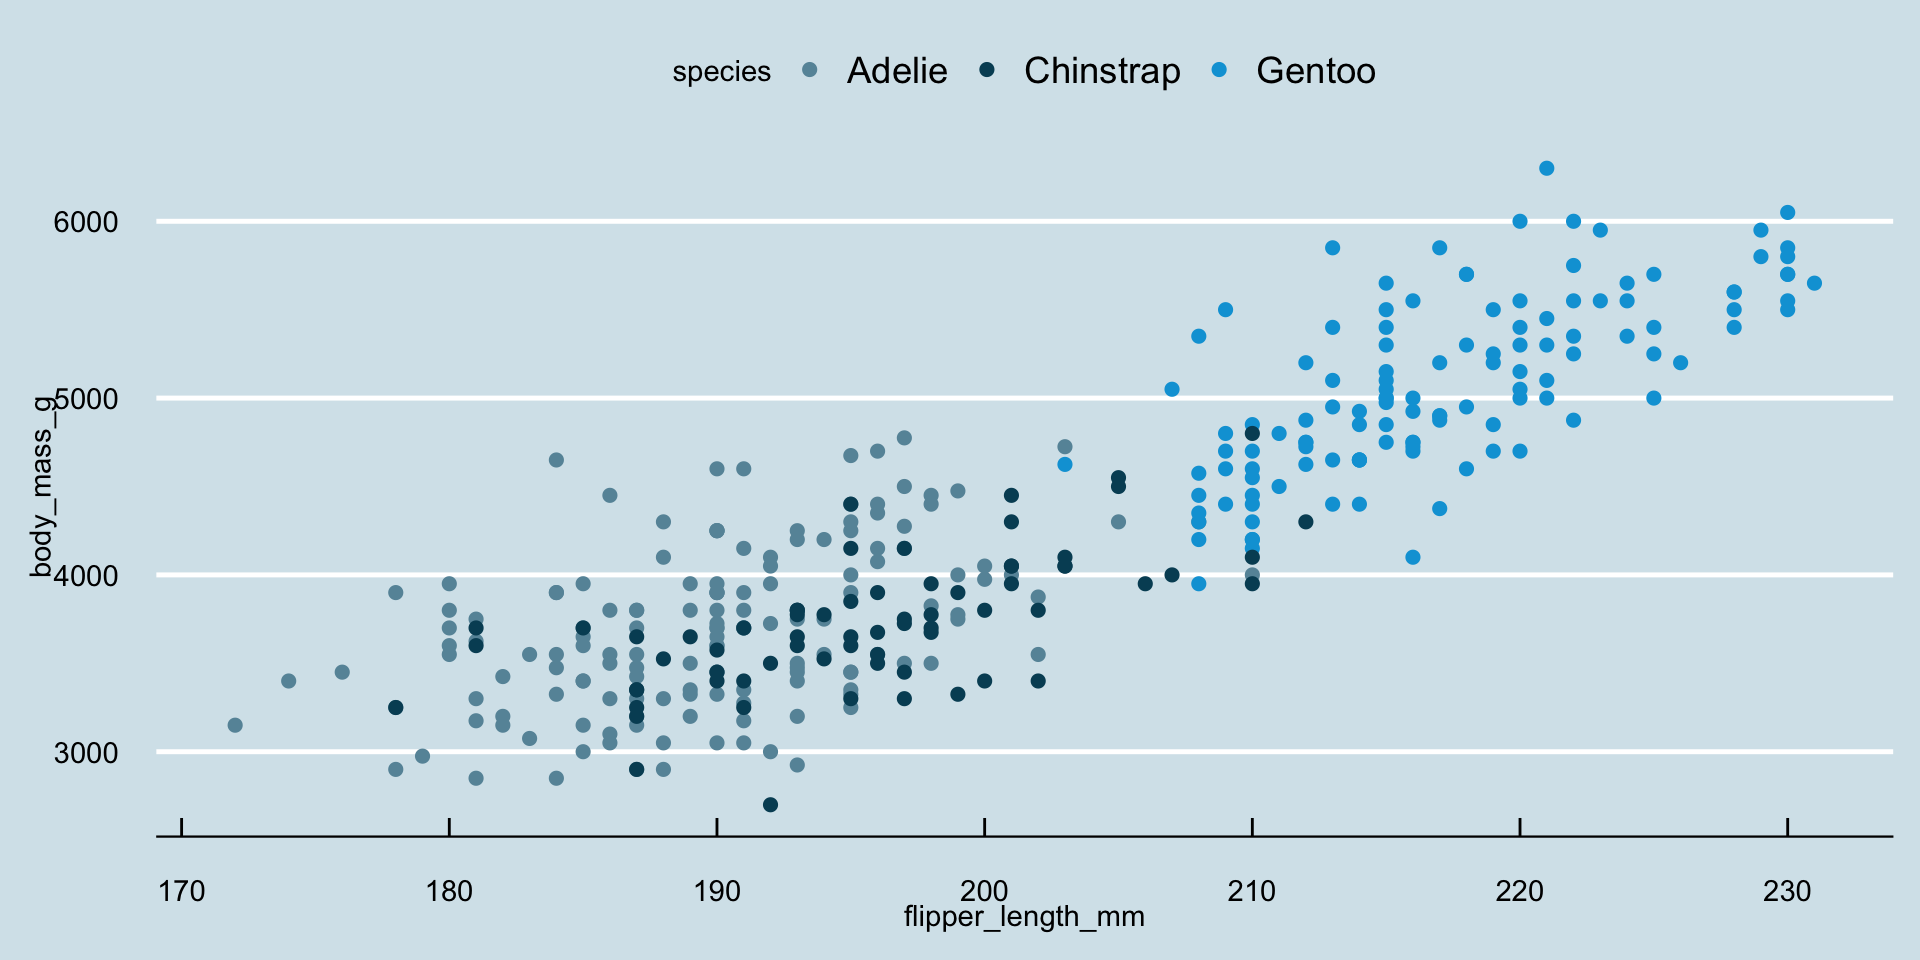 species Adelie Chinstrap Gentoo
body_mass_g
6000
5000
4000
3000
170 180 190 200 210 220 230
flipper_length_mm